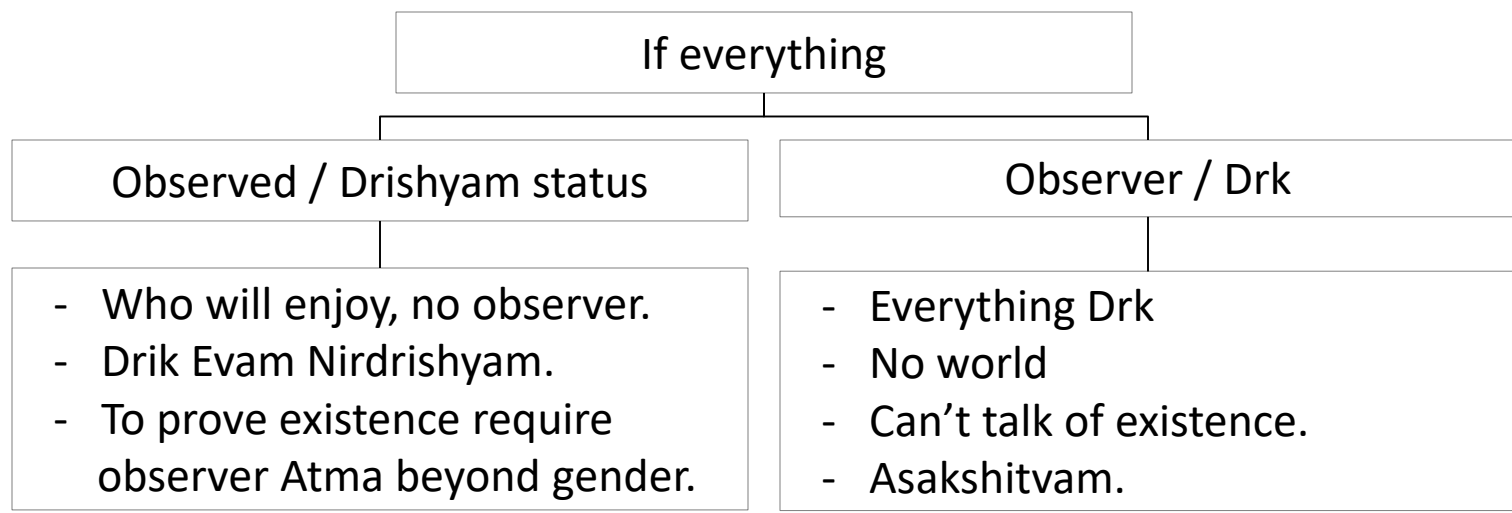 If everything
Observed / Drishyam status
Observer / Drk
- Who will enjoy, no observer.
- Drik Evam Nirdrishyam.
- To prove existence require
observer Atma beyond gender.
- Everything Drk
- No world
- Can’t talk of existence.
- Asakshitvam.